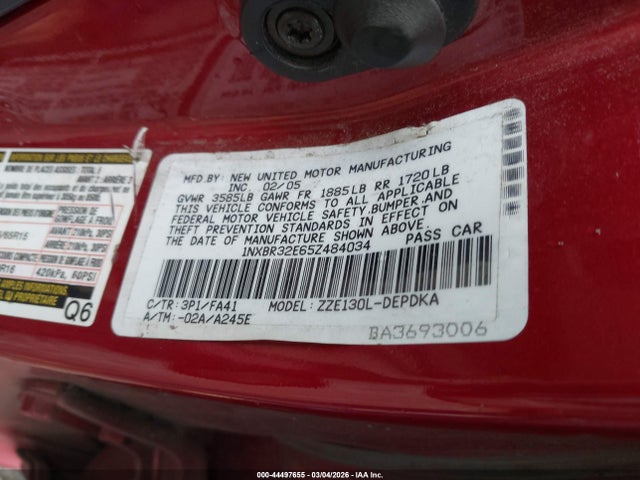 MFD.BY: NEW UNITED MOTOR MANUFACTURING
INC. 02/05
GVWR 3585LB GAWR FR 1885LB RR 1720LB
THIS VEHICLE CONFORMS TO ALL APPLICABLE
FEDERAL MOTOR VEHICLE SAFETY,BUMPER,AND
THEFT PREVENTION STANDARDS IN EFFECT ON
THE DATE OF MANUFACTURE SHOWN ABOVE.
1NXBR32E65Z484034 PASS CAR
C/TR: 3P1/FA41 MODEL: ZZE130L-DEPDKA
A/TM: -02A/A245E
BA3693006
420kPa, 60PSI
Q6
000-44497655 - 03/04/2026 - IAA Inc.